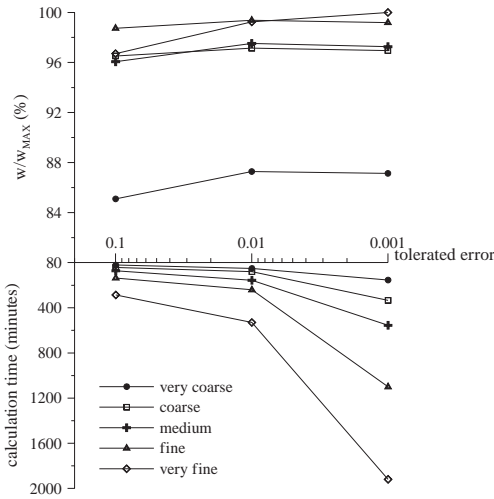 100
96
92
88
84
80
w/wMAX (%)
0.1
0.01
0.001
tolerated error
400
800
1200
1600
2000
calculation time (minutes)
very coarse
coarse
medium
fine
very fine